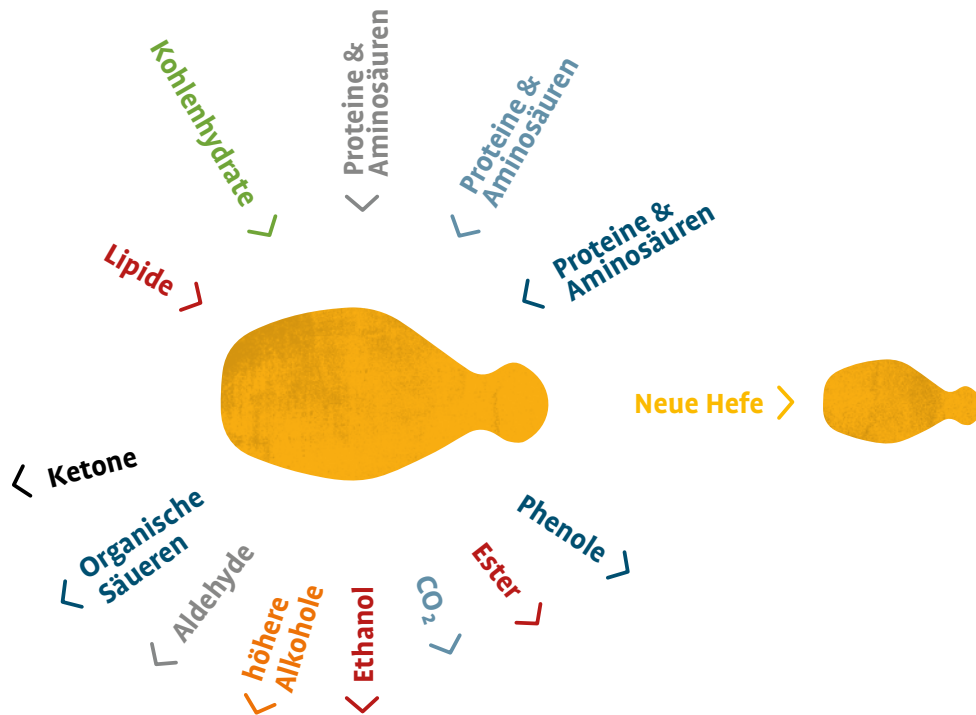 Kohlenhydrate
Proteine &
Aminosäuren
Proteine &
Aminosäuren
Proteine &
Aminosäuren
Lipide
Neue Hefe
Ketone
Organische
Säueren
Aldehyde
höhere
Alkohole
Ethanol
CO₂
Ester
Phenole